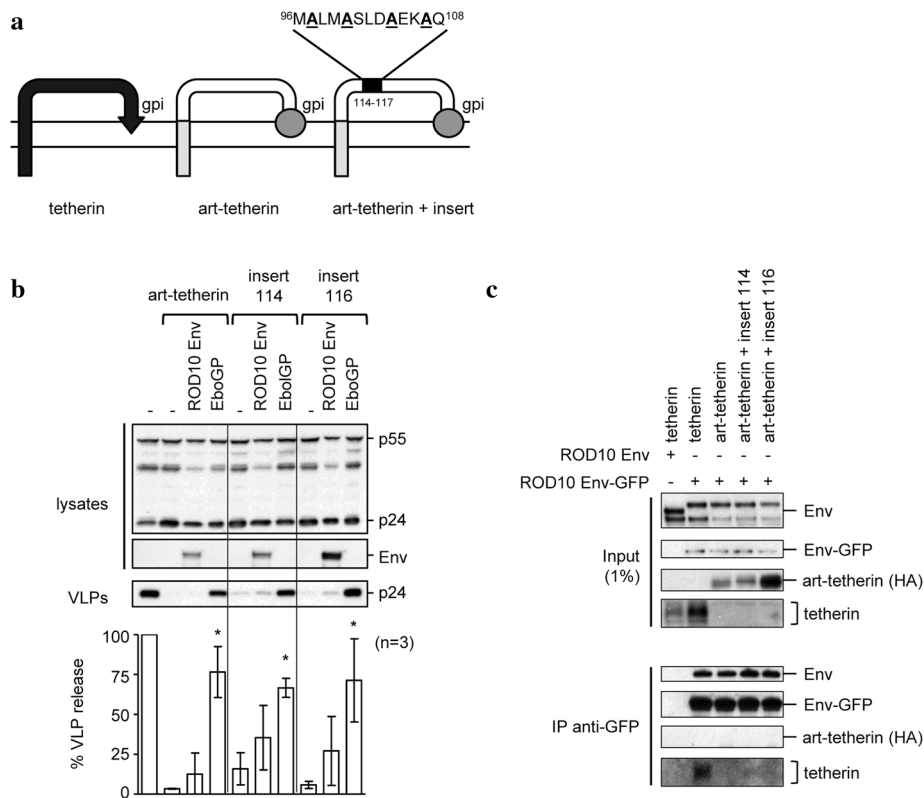 a
⁹⁶MALMASLDAEKAQ¹⁰⁸
gpi gpi gpi
114-117
tetherin art-tetherin art-tetherin + insert
b
art-tetherin insert 114 insert 116
- - ROD10 Env EboGP - ROD10 Env EbolGP - ROD10 Env EboGP
lysates
p55
p24
Env
VLPs p24
% VLP release
100
75
50
25
0
* * *
(n=3)
c
tetherin tetherin art-tetherin art-tetherin + insert 114 art-tetherin + insert 116
ROD10 Env + - - - -
ROD10 Env-GFP - + + + +
Input (1%)
Env
Env-GFP
art-tetherin (HA)
tetherin
IP anti-GFP
Env
Env-GFP
art-tetherin (HA)
tetherin